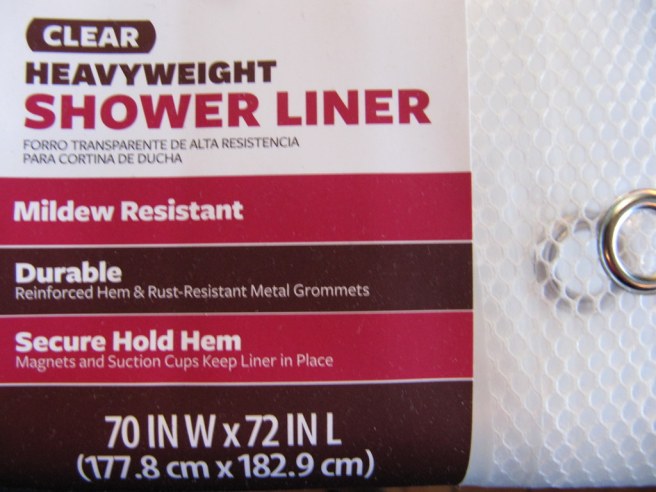 CLEAR
HEAVYWEIGHT
SHOWER LINER
FORRO TRANSPARENTE DE ALTA RESISTENCIA
PARA CORTINA DE DUCHA
Mildew Resistant
Durable
Reinforced Hem & Rust-Resistant Metal Grommets
Secure Hold Hem
Magnets and Suction Cups Keep Liner in Place
70 IN W x 72 IN L
(177.8 cm x 182.9 cm)